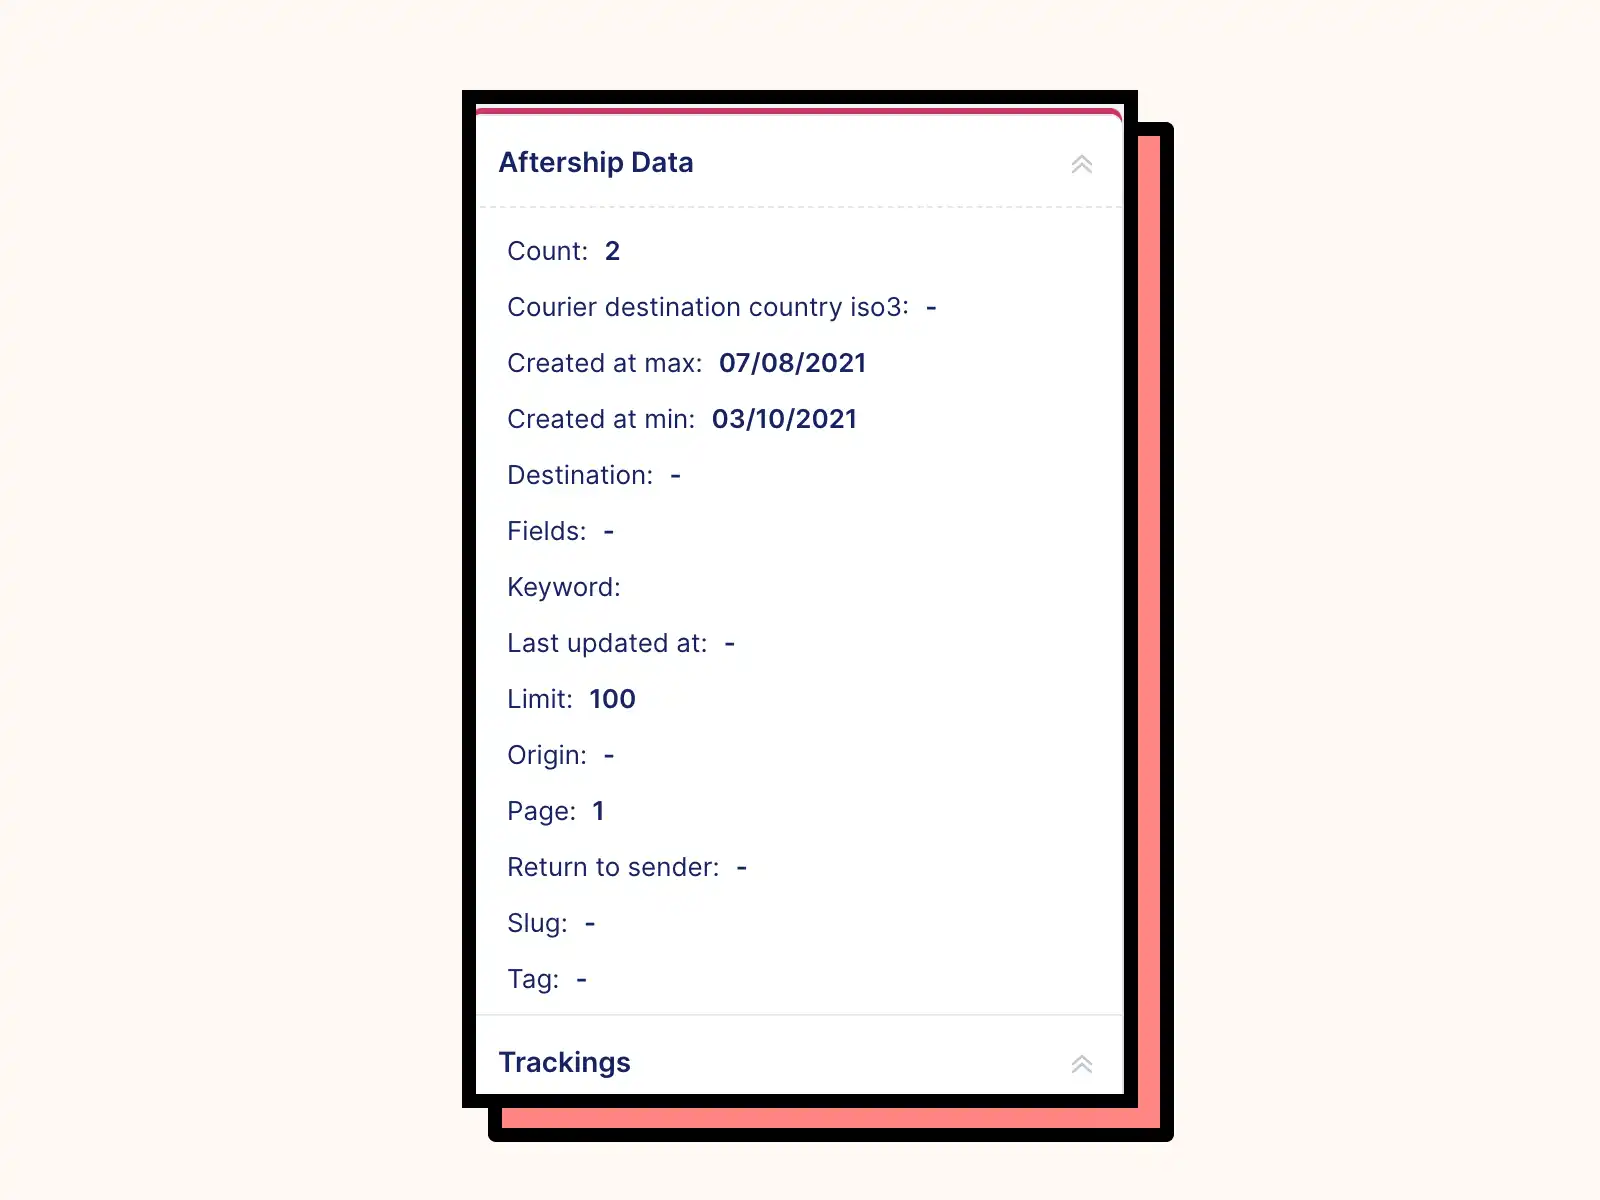 Aftership Data
Count: 2
Courier destination country iso3: -
Created at max: 07/08/2021
Created at min: 03/10/2021
Destination: -
Fields: -
Keyword:
Last updated at: -
Limit: 100
Origin: -
Page: 1
Return to sender: -
Slug: -
Tag: -
Trackings